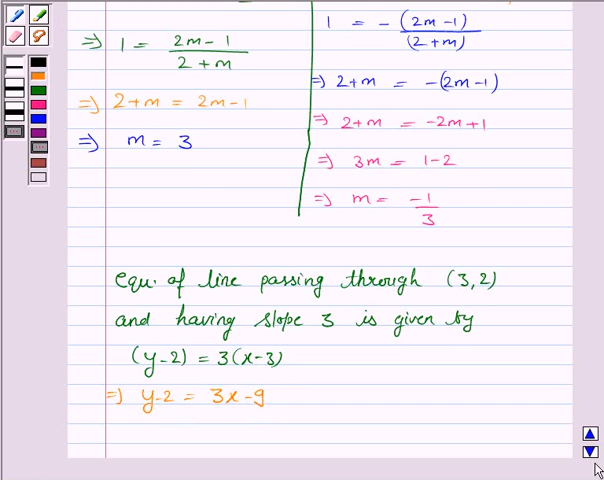 ⇒ 1 = (2m-1)/(2+m)
⇒ 2+m = 2m-1
⇒ m = 3
1 = -(2m-1)/(2+m)
⇒ 2+m = -(2m-1)
⇒ 2+m = -2m+1
⇒ 3m = 1-2
⇒ m = -1/3
equ. of line passing through (3,2)
and having slope 3 is given by
(y-2) = 3(x-3)
⇒ y-2 = 3x-9